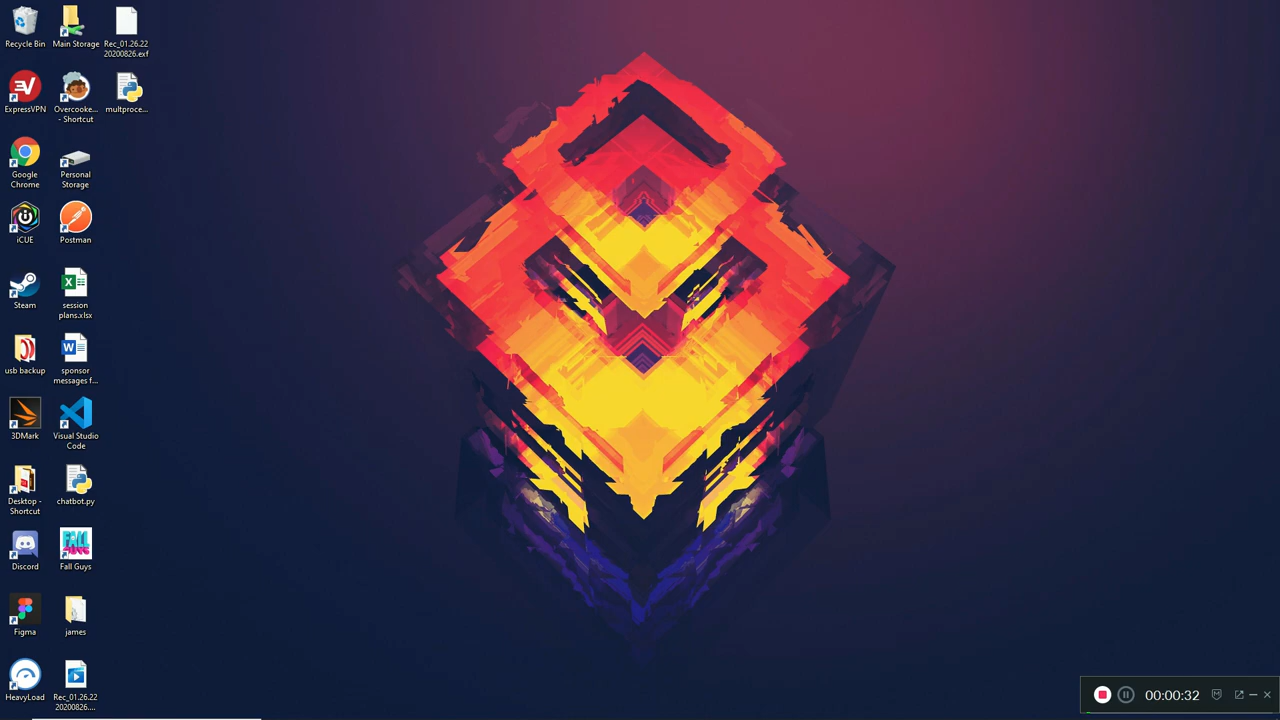 Recycle Bin
Main Storage
Rec_01.26.22
20200826.exf
ExpressVPN
Overcooke...
- Shortcut
multproce...
Google
Chrome
Personal
Storage
iCUE
Postman
Steam
session
plans.xlsx
usb backup
sponsor
messages f...
3DMark
Visual Studio
Code
Desktop -
Shortcut
chatbot.py
Discord
FALL
Fall Guys
Figma
james
HeavyLoad
Rec_01.26.22
20200826....
00:00:32